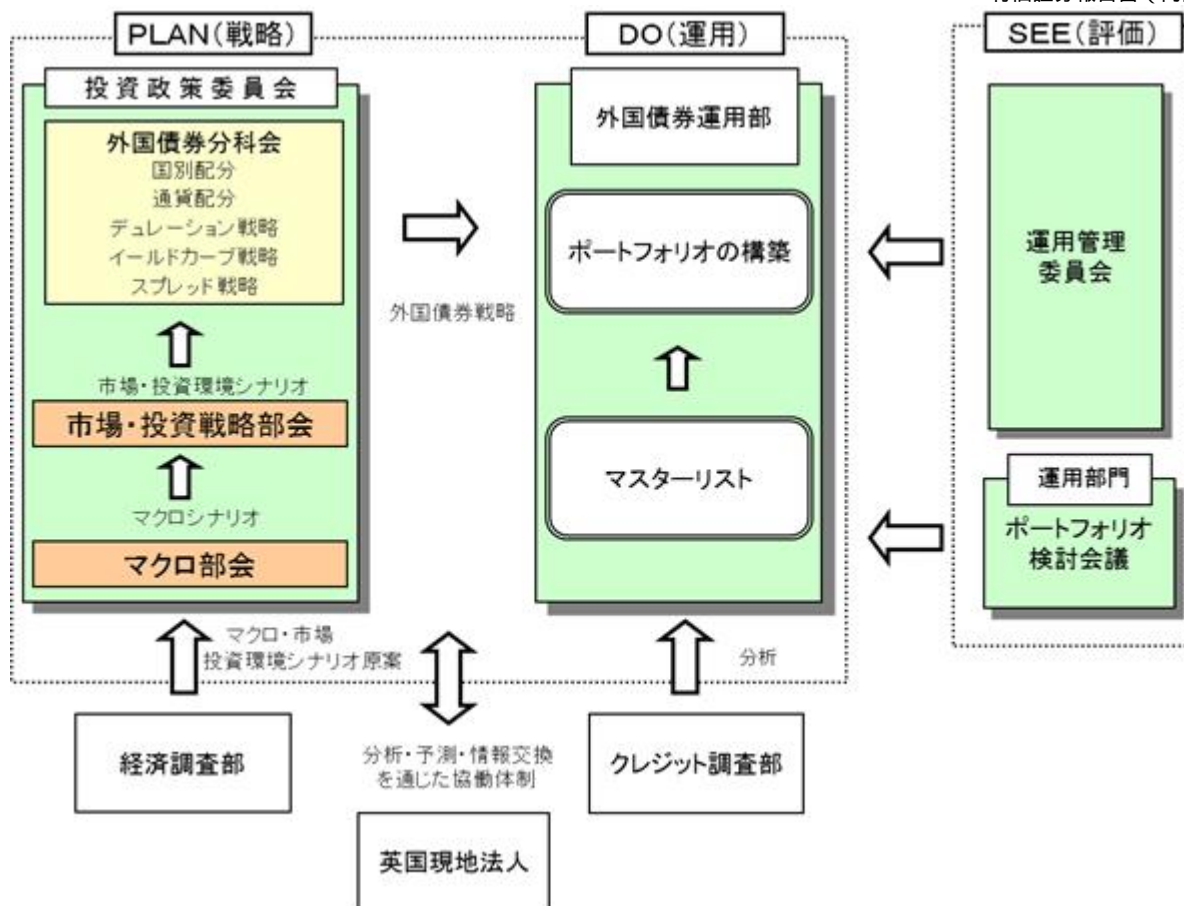 PLAN(戦略)
投資政策委員会
外国債券分科会
国別配分
通貨配分
デュレーション戦略
イールドカーブ戦略
スプレッド戦略
市場・投資環境シナリオ
市場・投資戦略部会
マクロシナリオ
マクロ部会
外国債券戦略
DO(運用)
外国債券運用部
ポートフォリオの構築
マスターリスト
SEE(評価)
運用管理
委員会
運用部門
ポートフォリオ
検討会議
マクロ・市場
投資環境シナリオ原案
分析
経済調査部
分析・予測・情報交換
を通じた協働体制
クレジット調査部
英国現地法人